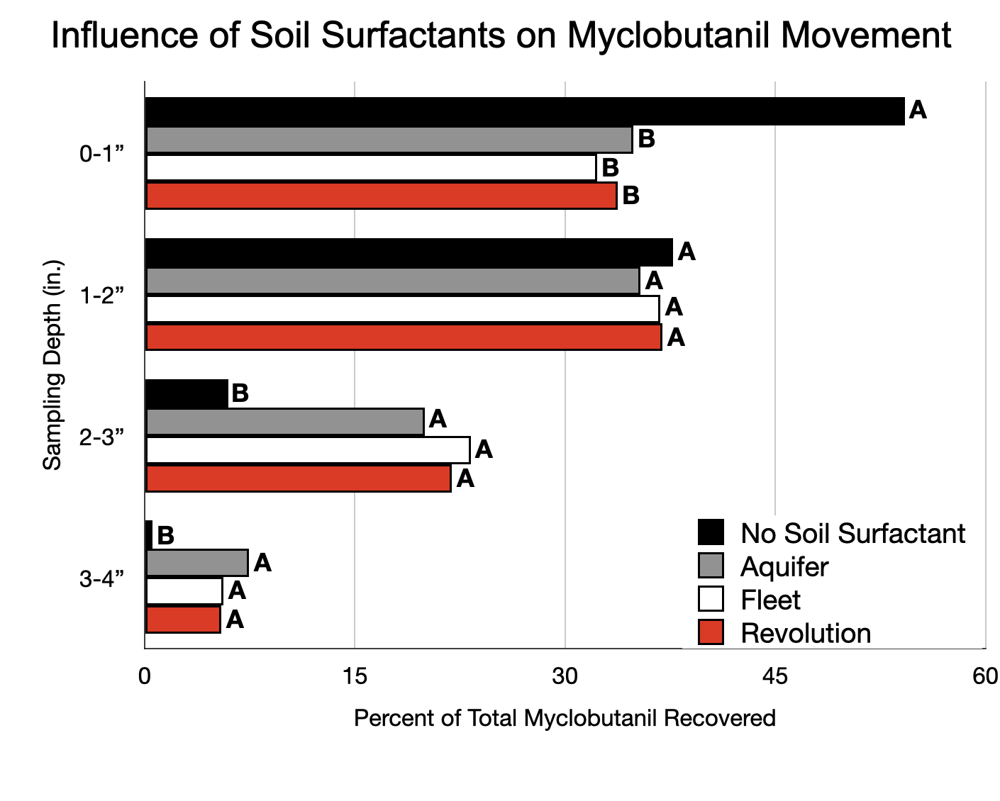 Influence of Soil Surfactants on Myclobutanil Movement
A
0-1”
B
B
B
A
1-2”
A
A
A
Sampling Depth (in.)
B
2-3”
A
A
A
B
3-4”
A
A
A
No Soil Surfactant
Aquifer
Fleet
Revolution
0 15 30 45 60
Percent of Total Myclobutanil Recovered